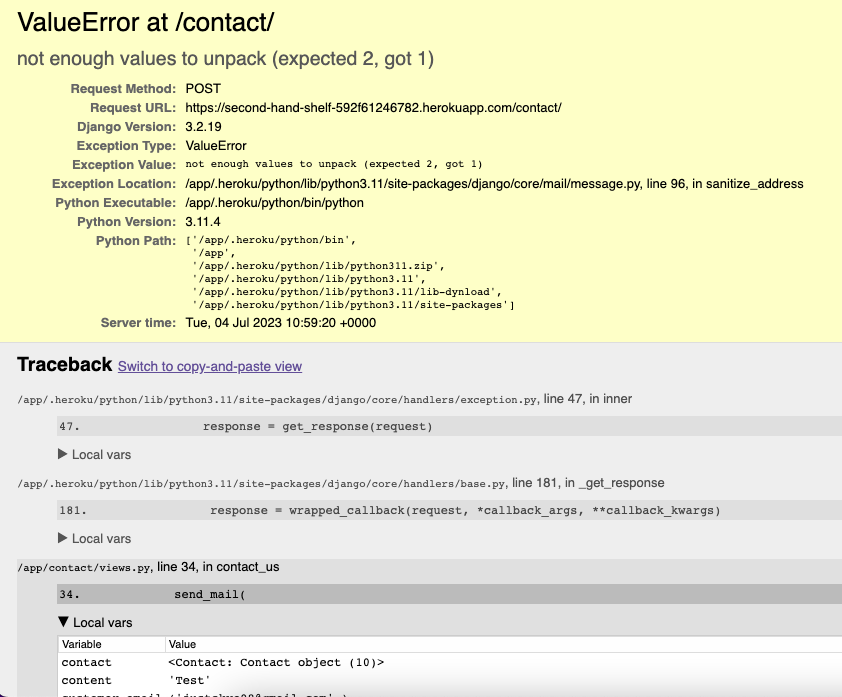 ValueError at /contact/
not enough values to unpack (expected 2, got 1)
Request Method: POST
Request URL: https://second-hand-shelf-592f61246782.herokuapp.com/contact/
Django Version: 3.2.19
Exception Type: ValueError
Exception Value: not enough values to unpack (expected 2, got 1)
Exception Location: /app/.heroku/python/lib/python3.11/site-packages/django/core/mail/message.py, line 96, in sanitize_address
Python Executable: /app/.heroku/python/bin/python
Python Version: 3.11.4
Python Path: ['/app/.heroku/python/bin',
'/app',
'/app/.heroku/python/lib/python311.zip',
'/app/.heroku/python/lib/python3.11',
'/app/.heroku/python/lib/python3.11/lib-dynload',
'/app/.heroku/python/lib/python3.11/site-packages']
Server time: Tue, 04 Jul 2023 10:59:20 +0000
Traceback Switch to copy-and-paste view
/app/.heroku/python/lib/python3.11/site-packages/django/core/handlers/exception.py, line 47, in inner
47. response = get_response(request)
▶ Local vars
/app/.heroku/python/lib/python3.11/site-packages/django/core/handlers/base.py, line 181, in _get_response
181. response = wrapped_callback(request, *callback_args, **callback_kwargs)
▶ Local vars
/app/contact/views.py, line 34, in contact_us
34. send_mail(
▼ Local vars
Variable Value
contact <Contact: Contact object (10)>
content 'Test'